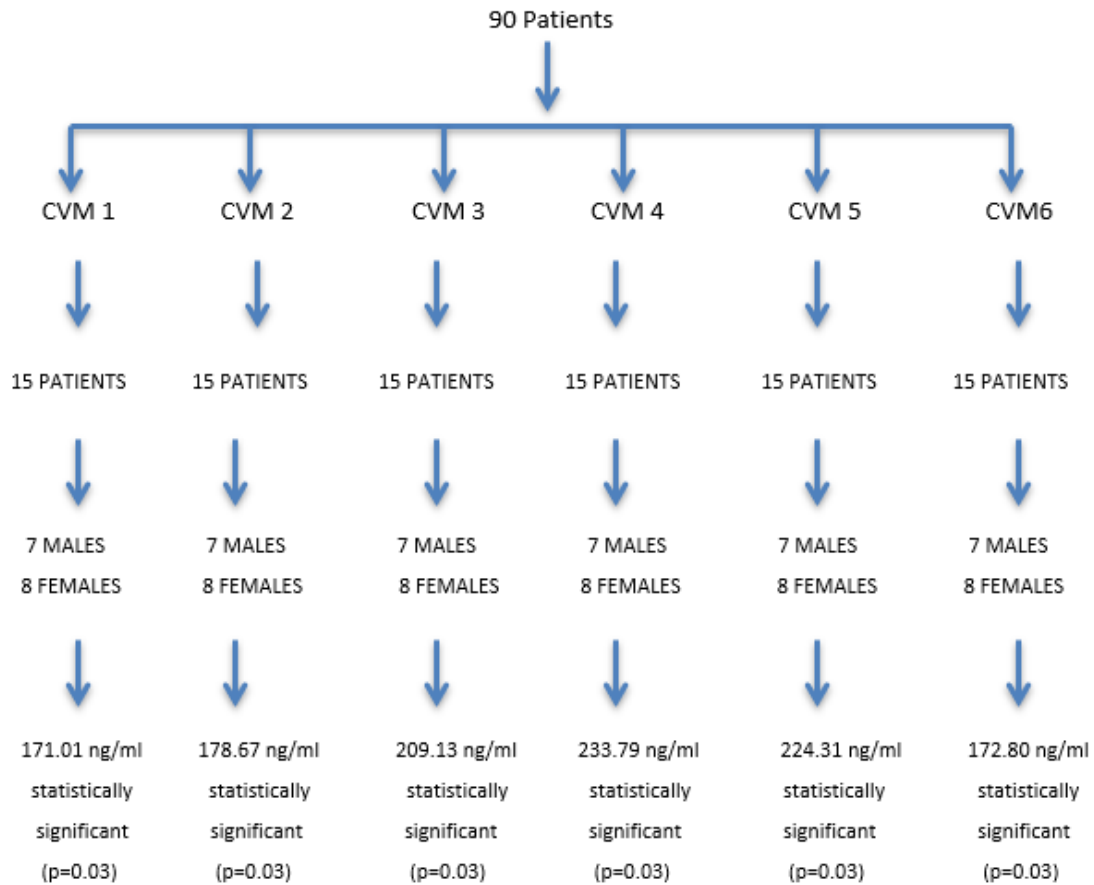 90 Patients
CVM 1 CVM 2 CVM 3 CVM 4 CVM 5 CVM6
15 PATIENTS 15 PATIENTS 15 PATIENTS 15 PATIENTS 15 PATIENTS 15 PATIENTS
7 MALES 7 MALES 7 MALES 7 MALES 7 MALES 7 MALES
8 FEMALES 8 FEMALES 8 FEMALES 8 FEMALES 8 FEMALES 8 FEMALES
171.01 ng/ml 178.67 ng/ml 209.13 ng/ml 233.79 ng/ml 224.31 ng/ml 172.80 ng/ml
statistically statistically statistically statistically statistically statistically
significant significant significant significant significant significant
(p=0.03) (p=0.03) (p=0.03) (p=0.03) (p=0.03) (p=0.03)